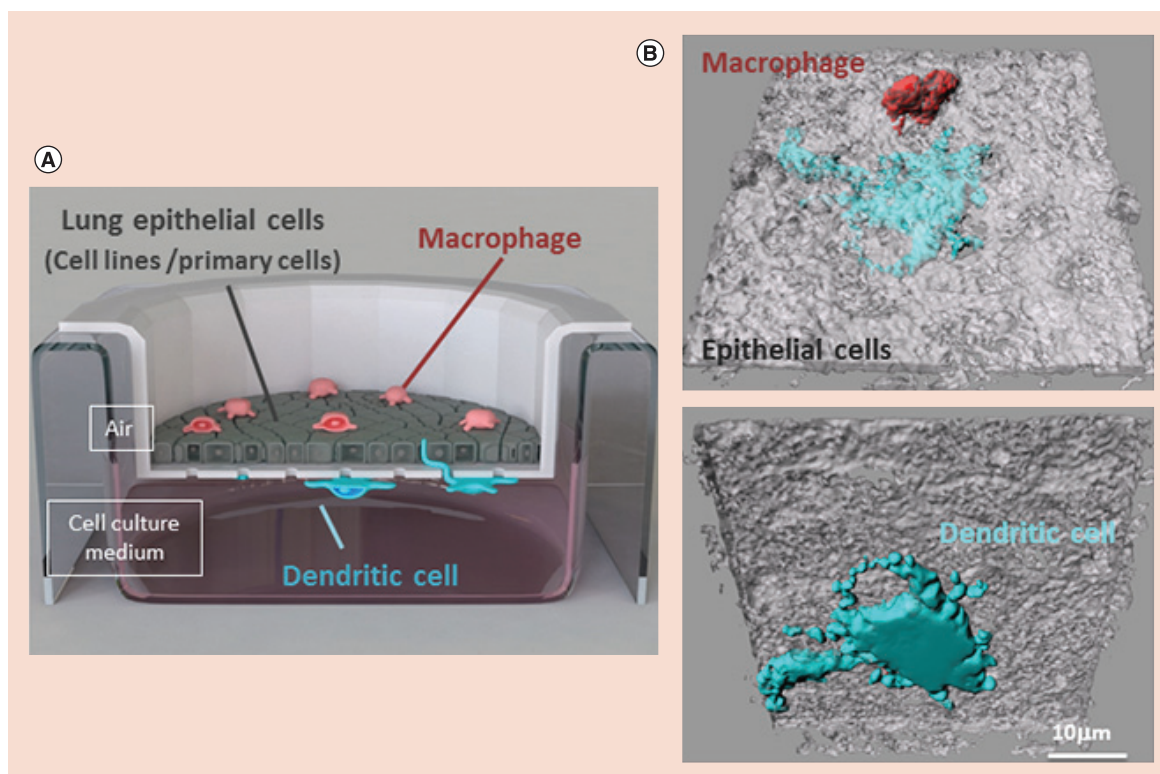 A
Lung epithelial cells
(Cell lines /primary cells)
Macrophage
Air
Cell culture
medium
Dendritic cell
B
Macrophage
Epithelial cells
Dendritic cell
10µm